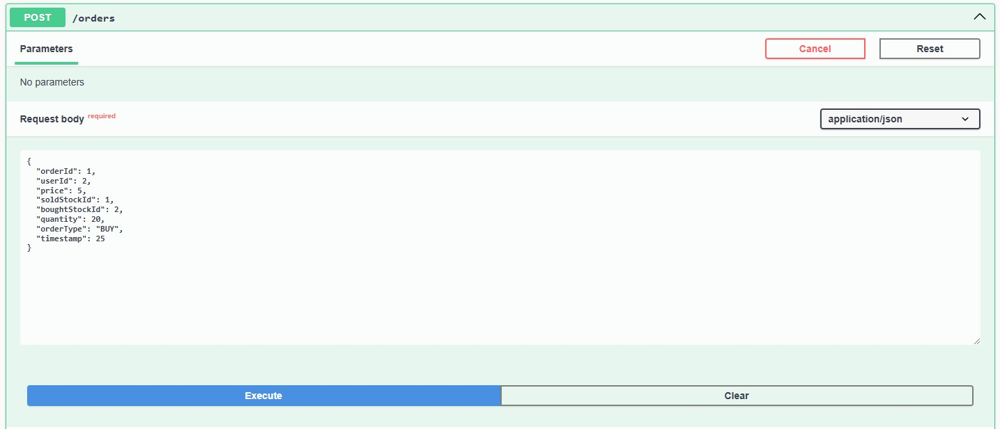 POST /orders
Parameters
Cancel
Reset
No parameters
Request body required
application/json
{
  "orderId": 1,
  "userId": 2,
  "price": 5,
  "soldStockId": 1,
  "boughtStockId": 2,
  "quantity": 20,
  "orderType": "BUY",
  "timestamp": 25
}
Execute
Clear